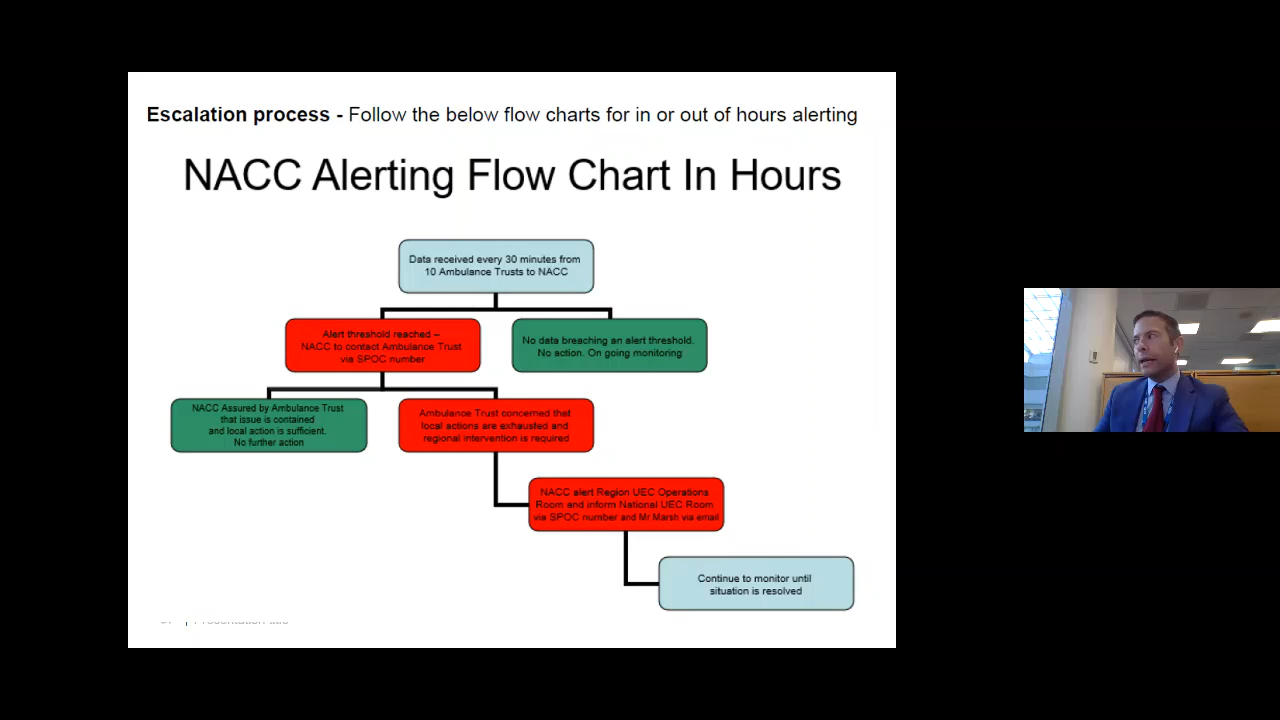 Escalation process - Follow the below flow charts for in or out of hours alerting
NACC Alerting Flow Chart In Hours
Data received every 30 minutes from
10 Ambulance Trusts to NACC
Alert threshold reached –
NACC to contact Ambulance Trust
via SPOC number
No data breaching an alert threshold.
No action. On going monitoring
NACC Assured by Ambulance Trust
that issue is contained
and local action is sufficient.
No further action
Ambulance Trust concerned that
local actions are exhausted and
regional intervention is required
NACC alert Region UEC Operations
Room and inform National UEC Room
via SPOC number and Mr Marsh via email
Continue to monitor until
situation is resolved
Presentation title